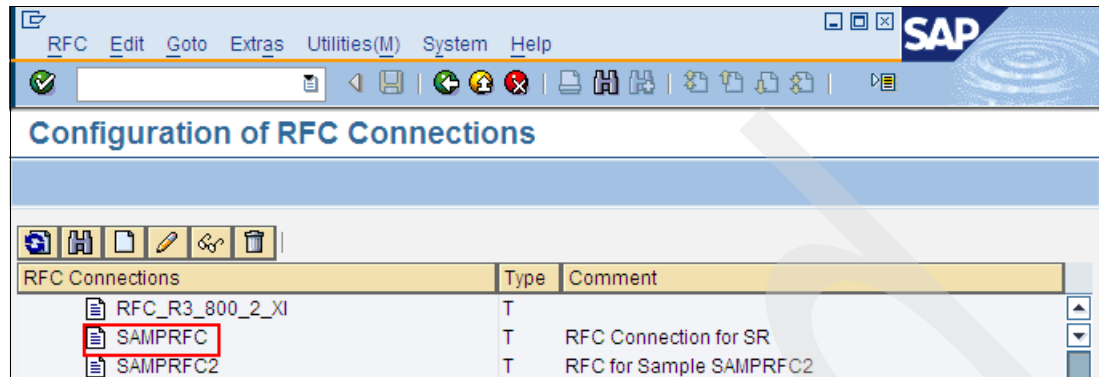 RFC Edit Goto Extras Utilities(M) System Help
SAP
Configuration of RFC Connections
RFC Connections Type Comment
RFC_R3_800_2_XI T
SAMPRFC T RFC Connection for SR
SAMPRFC2 T RFC for Sample SAMPRFC2